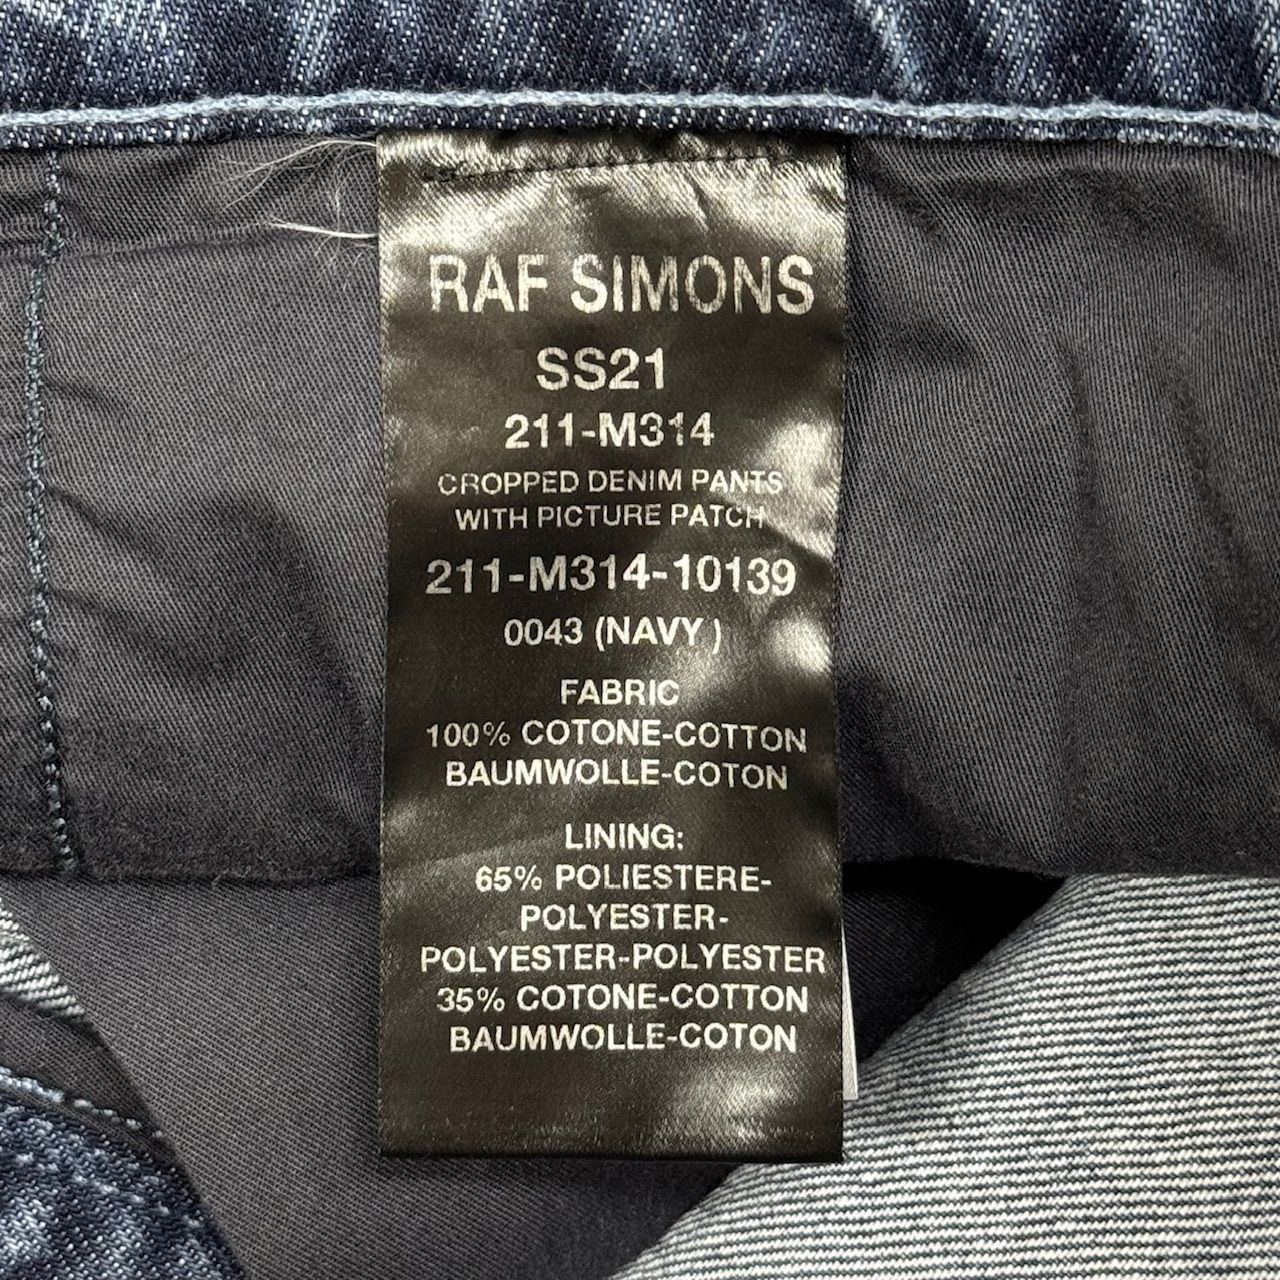 RAF SIMONS
SS21
211-M314
CROPPED DENIM PANTS
WITH PICTURE PATCH
211-M314-10139
0043 (NAVY )
FABRIC
100% COTONE-COTTON
BAUMWOLLE-COTON
LINING:
65% POLIESTERE-
POLYESTER-
POLYESTER-POLYESTER
35% COTONE-COTTON
BAUMWOLLE-COTON